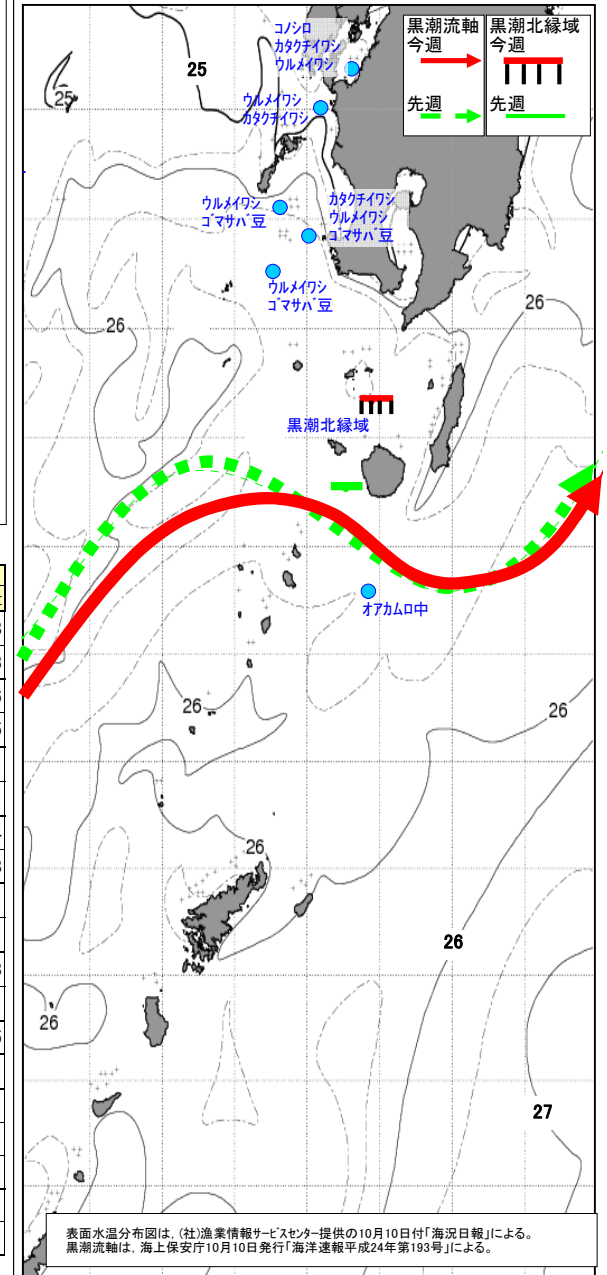 コノシロ
カタクチイワシ
ウルメイワシ
黒潮流軸
今週
先週
黒潮北縁域
今週
先週
25
25
ウルメイワシ
カタクチイワシ
ウルメイワシ
ゴマサバ豆
カタクチイワシ
ウルメイワシ
ゴマサバ豆
ウルメイワシ
ゴマサバ豆
26
26
黒潮北縁域
オアカムロ中
26
26
26
26
26
27
表面水温分布図は,(社)漁業情報サービスセンター提供の10月10日付「海況日報」による。
黒潮流軸は,海上保安庁10月10日発行「海洋速報平成24年第193号」による。